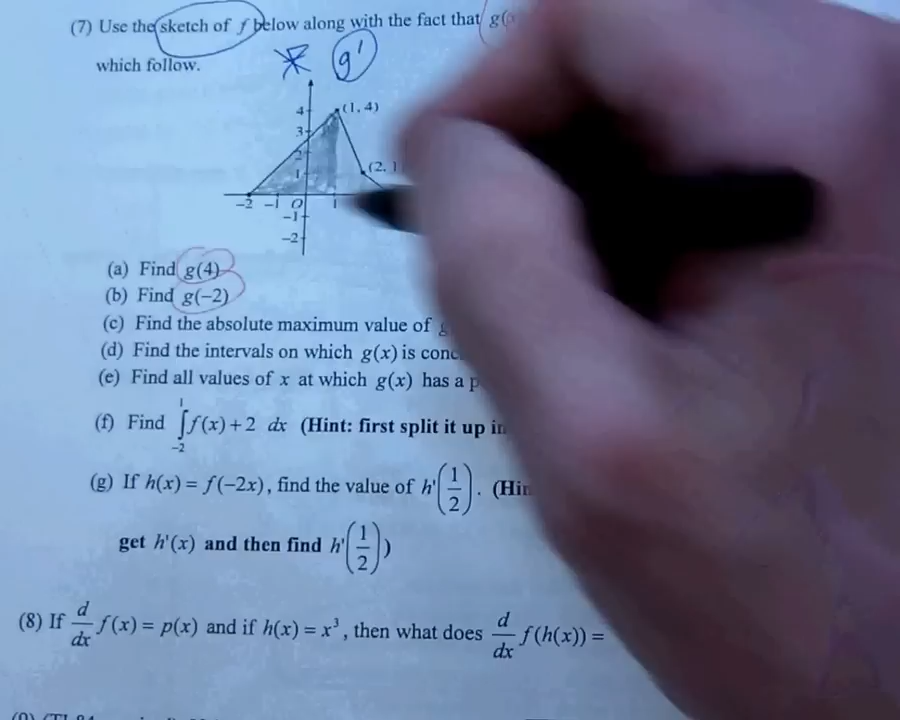 (7) Use the sketch of f below along with the fact that
which follow.
* g'
4
(1, 4)
3
2
1
(2, 1
-2 -1 O 1
-1
-2
(a) Find g(4)
(b) Find g(-2)
(c) Find the absolute maximum value of
(d) Find the intervals on which g(x) is
(e) Find all values of x at which g(x) has a
(f) Find ∫_{-2}^{1} f(x)+2 dx (Hint: first split it up
(g) If h(x) = f(-2x), find the value of h'(1/2).
get h'(x) and then find h'(1/2))
(8) If d/dx f(x) = p(x) and if h(x) = x³, then what does d/dx f(h(x)) =